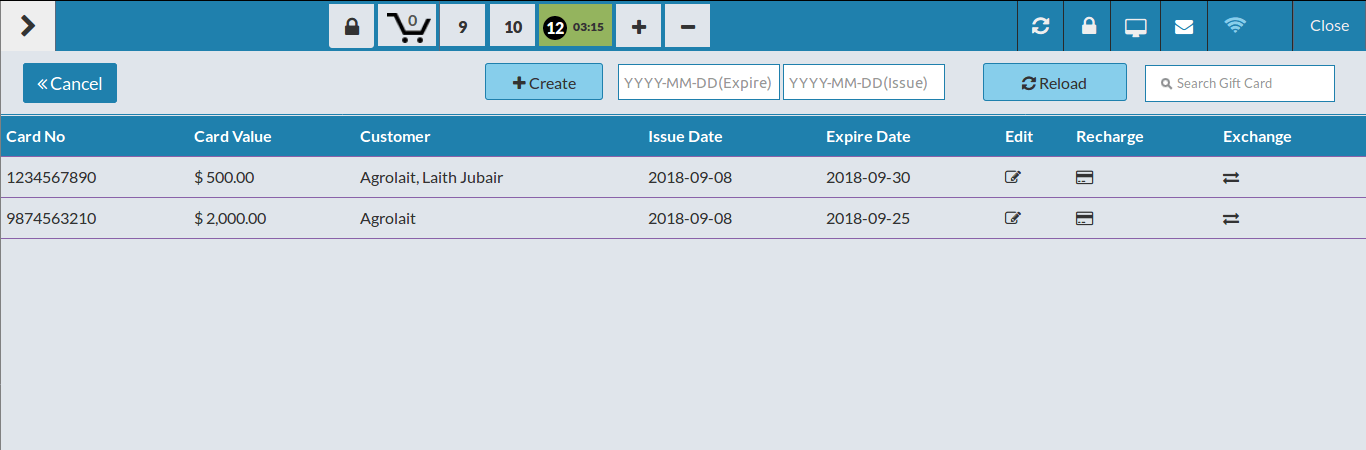 0 9 10 12 03:15 Close
Cancel Create YYYY-MM-DD(Expire) YYYY-MM-DD(Issue) Reload Search Gift Card
Card No Card Value Customer Issue Date Expire Date Edit Recharge Exchange
1234567890 $ 500.00 Agrolait, Laith Jubair 2018-09-08 2018-09-30
9874563210 $ 2,000.00 Agrolait 2018-09-08 2018-09-25